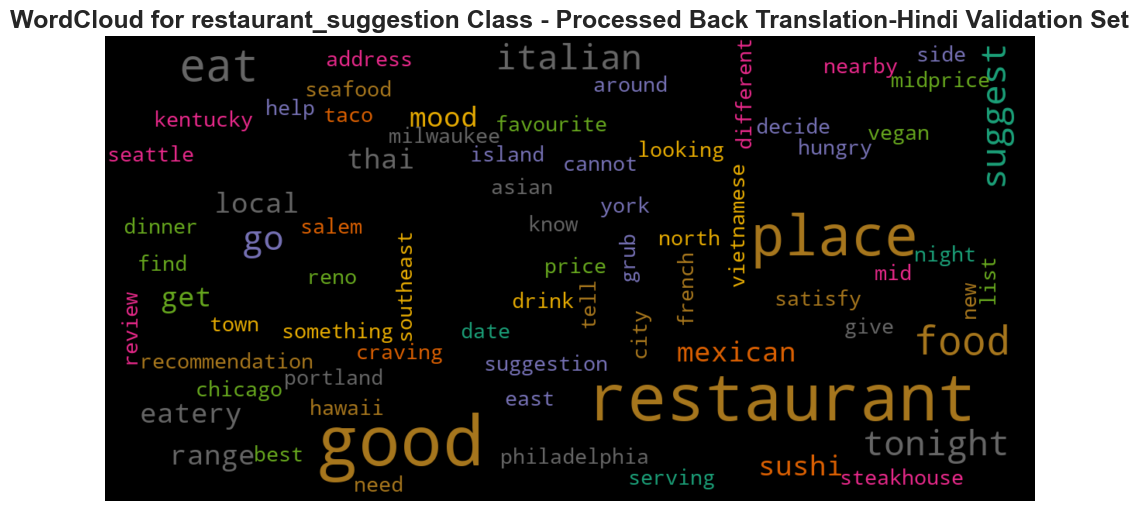 WordCloud for restaurant_suggestion Class - Processed Back Translation-Hindi Validation Set
eat
address
italian
side
nearby
suggest
different
seafood
around
midprice
help
taco
mood
kentucky
milwaukee
favourite
decide
vegan
seattle
thai
island
cannot
looking
hungry
asian
vietnamese
local
york
dinner
go
salem
know
north
place
find
reno
southeast
price
grub
french
night
mid
list
get
review
town
something
drink
tell
city
satisfy
new
give
date
food
recommendation
craving
suggestion
mexican
chicago
portland
east
restaurant
eatery
hawaii
good
tonight
range
best
philadelphia
sushi
need
serving
steakhouse